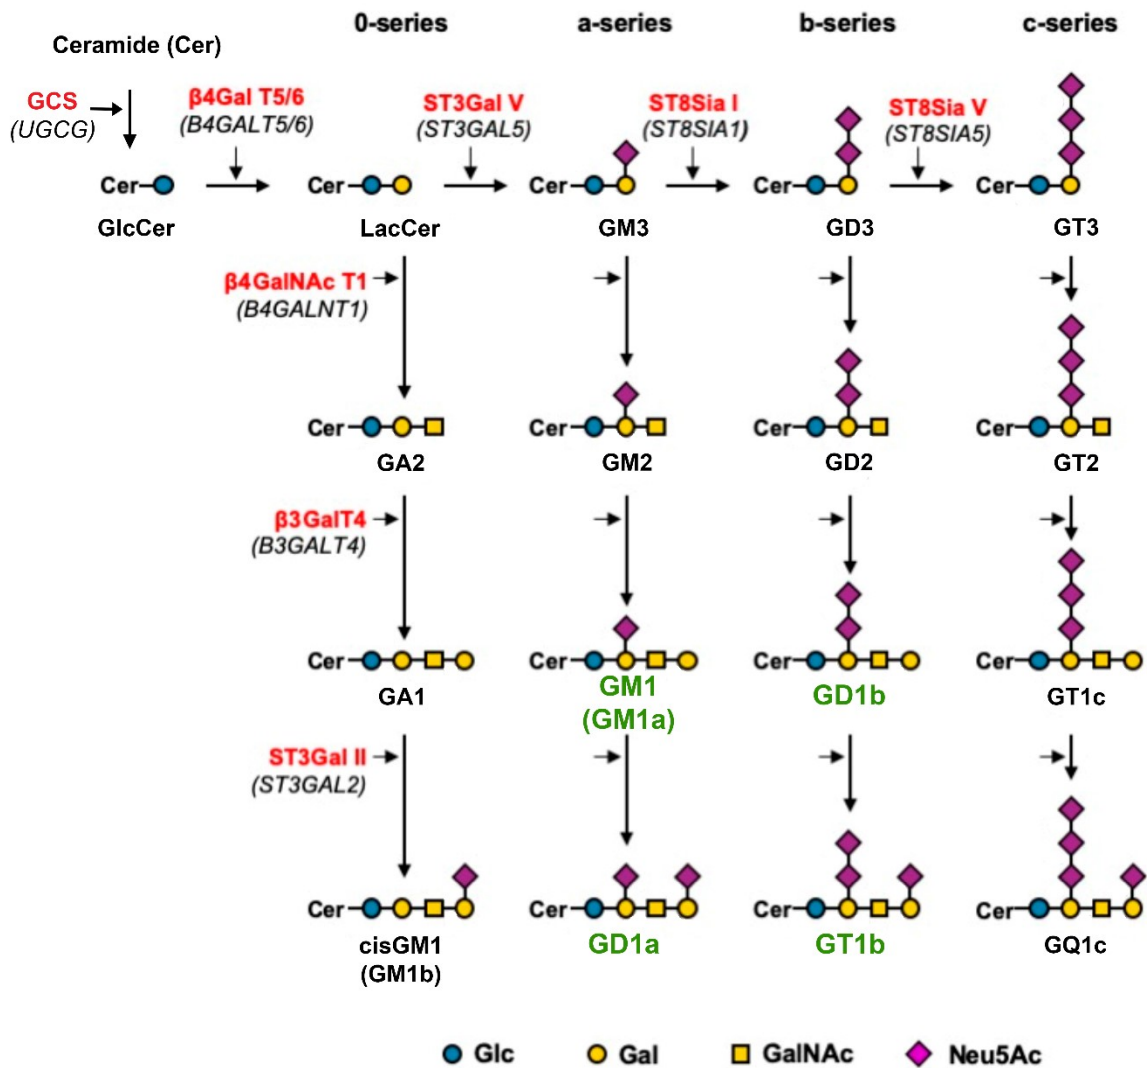 0-series a-series b-series c-series
Ceramide (Cer)
GCS
(UGCG)
β4Gal T5/6
(B4GALT5/6)
ST3Gal V
(ST3GAL5)
ST8Sia I
(ST8SIA1)
ST8Sia V
(ST8SIA5)
Cer Cer Cer Cer Cer
GlcCer LacCer GM3 GD3 GT3
β4GalNAc T1
(B4GALNT1)
Cer Cer Cer Cer
GA2 GM2 GD2 GT2
β3GalT4
(B3GALT4)
Cer Cer Cer Cer
GA1 GM1 GD1b GT1c
(GM1a)
ST3Gal II
(ST3GAL2)
Cer Cer Cer Cer
cisGM1 GD1a GT1b GQ1c
(GM1b)
Glc Gal GalNAc Neu5Ac